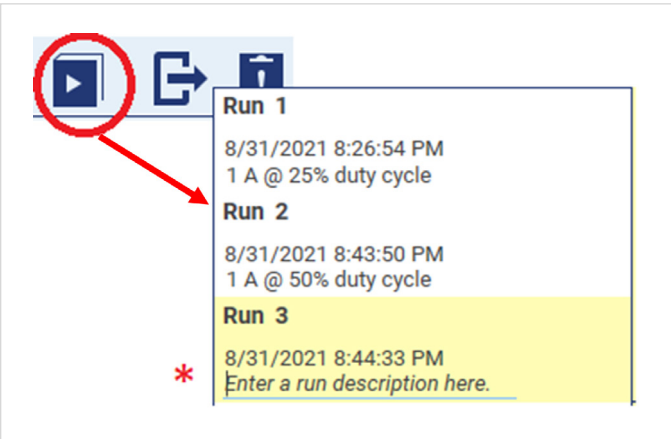 Run 1
8/31/2021 8:26:54 PM
1 A @ 25% duty cycle
Run 2
8/31/2021 8:43:50 PM
1 A @ 50% duty cycle
Run 3
8/31/2021 8:44:33 PM
* Enter a run description here.